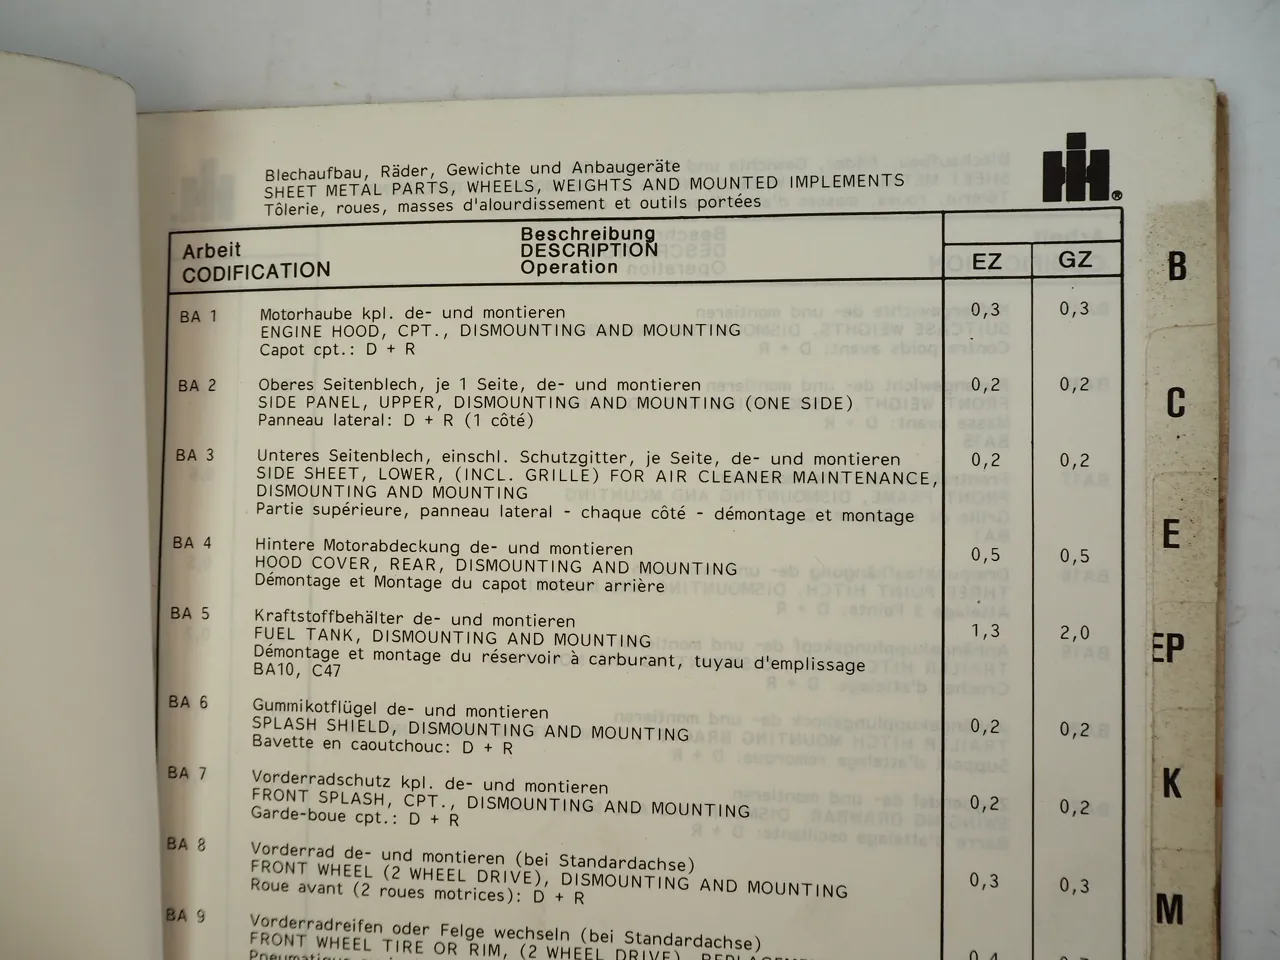 Blechaufbau, Räder, Gewichte und Anbaugeräte
SHEET METAL PARTS, WHEELS, WEIGHTS AND MOUNTED IMPLEMENTS
Tôlerie, roues, masses d'alourdissement et outils portées
IH®
Arbeit
CODIFICATION
Beschreibung
DESCRIPTION
Operation
EZ GZ
BA 1 Motorhaube kpl. de- und montieren 0,3 0,3
ENGINE HOOD, CPT., DISMOUNTING AND MOUNTING
Capot cpt.: D + R
BA 2 Oberes Seitenblech, je 1 Seite, de- und montieren 0,2 0,2
SIDE PANEL, UPPER, DISMOUNTING AND MOUNTING (ONE SIDE)
Panneau lateral: D + R (1 côté)
BA 3 Unteres Seitenblech, einschl. Schutzgitter, je Seite, de- und montieren 0,2 0,2
SIDE SHEET, LOWER, (INCL. GRILLE) FOR AIR CLEANER MAINTENANCE,
DISMOUNTING AND MOUNTING
Partie supérieure, panneau lateral - chaque côté - démontage et montage
BA 4 Hintere Motorabdeckung de- und montieren 0,5 0,5
HOOD COVER, REAR, DISMOUNTING AND MOUNTING
Démontage et Montage du capot moteur arrière
BA 5 Kraftstoffbehälter de- und montieren 1,3 2,0
FUEL TANK, DISMOUNTING AND MOUNTING
Démontage et montage du réservoir à carburant, tuyau d'emplissage
BA10, C47
BA 6 Gummikotflügel de- und montieren 0,2 0,2
SPLASH SHIELD, DISMOUNTING AND MOUNTING
Bavette en caoutchouc: D + R
BA 7 Vorderradschutz kpl. de- und montieren 0,2 0,2
FRONT SPLASH, CPT., DISMOUNTING AND MOUNTING
Garde-boue cpt.: D + R
BA 8 Vorderrad de- und montieren (bei Standardachse) 0,3 0,3
FRONT WHEEL (2 WHEEL DRIVE), DISMOUNTING AND MOUNTING
Roue avant (2 roues motrices): D + R
BA 9 Vorderradreifen oder Felge wechseln (bei Standardachse)
FRONT WHEEL TIRE OR RIM, (2 WHEEL DRIVE),
B
C
E
EP
K
M